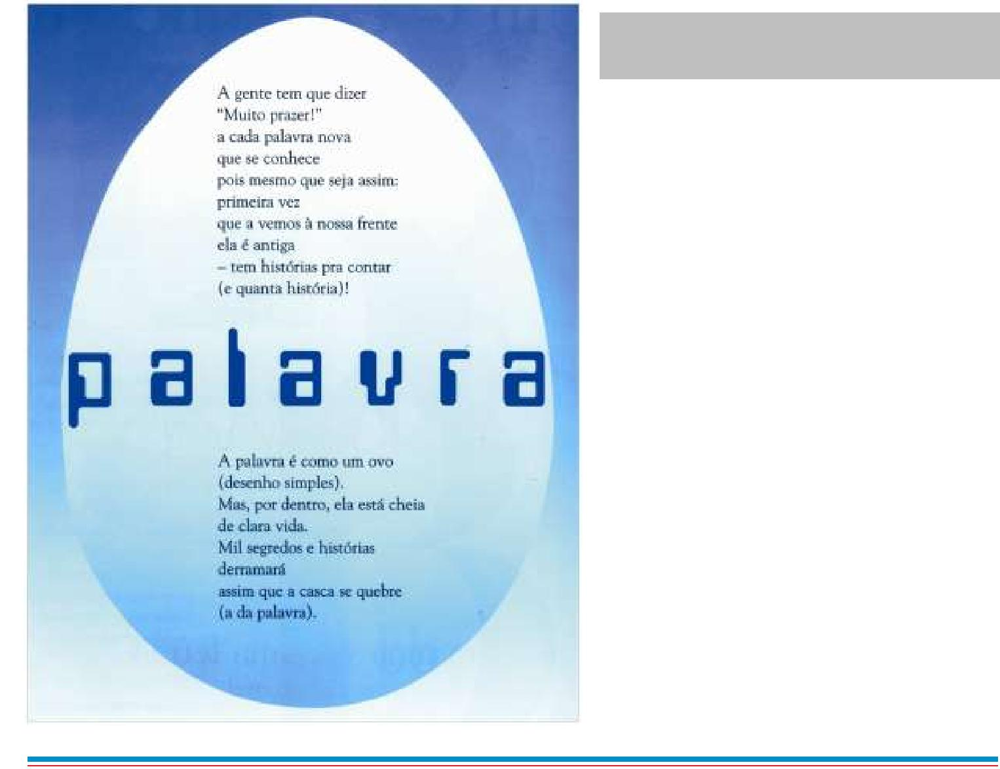 A gente tem que dizer
“Muito prazer!”
a cada palavra nova
que se conhece
pois mesmo que seja assim:
primeira vez
que a vemos à nossa frente
ela é antiga
– tem histórias pra contar
(e quanta história)!
palavra
A palavra é como um ovo
(desenho simples).
Mas, por dentro, ela está cheia
de clara vida.
Mil segredos e histórias
derramará
assim que a casca se quebre
(a da palavra).